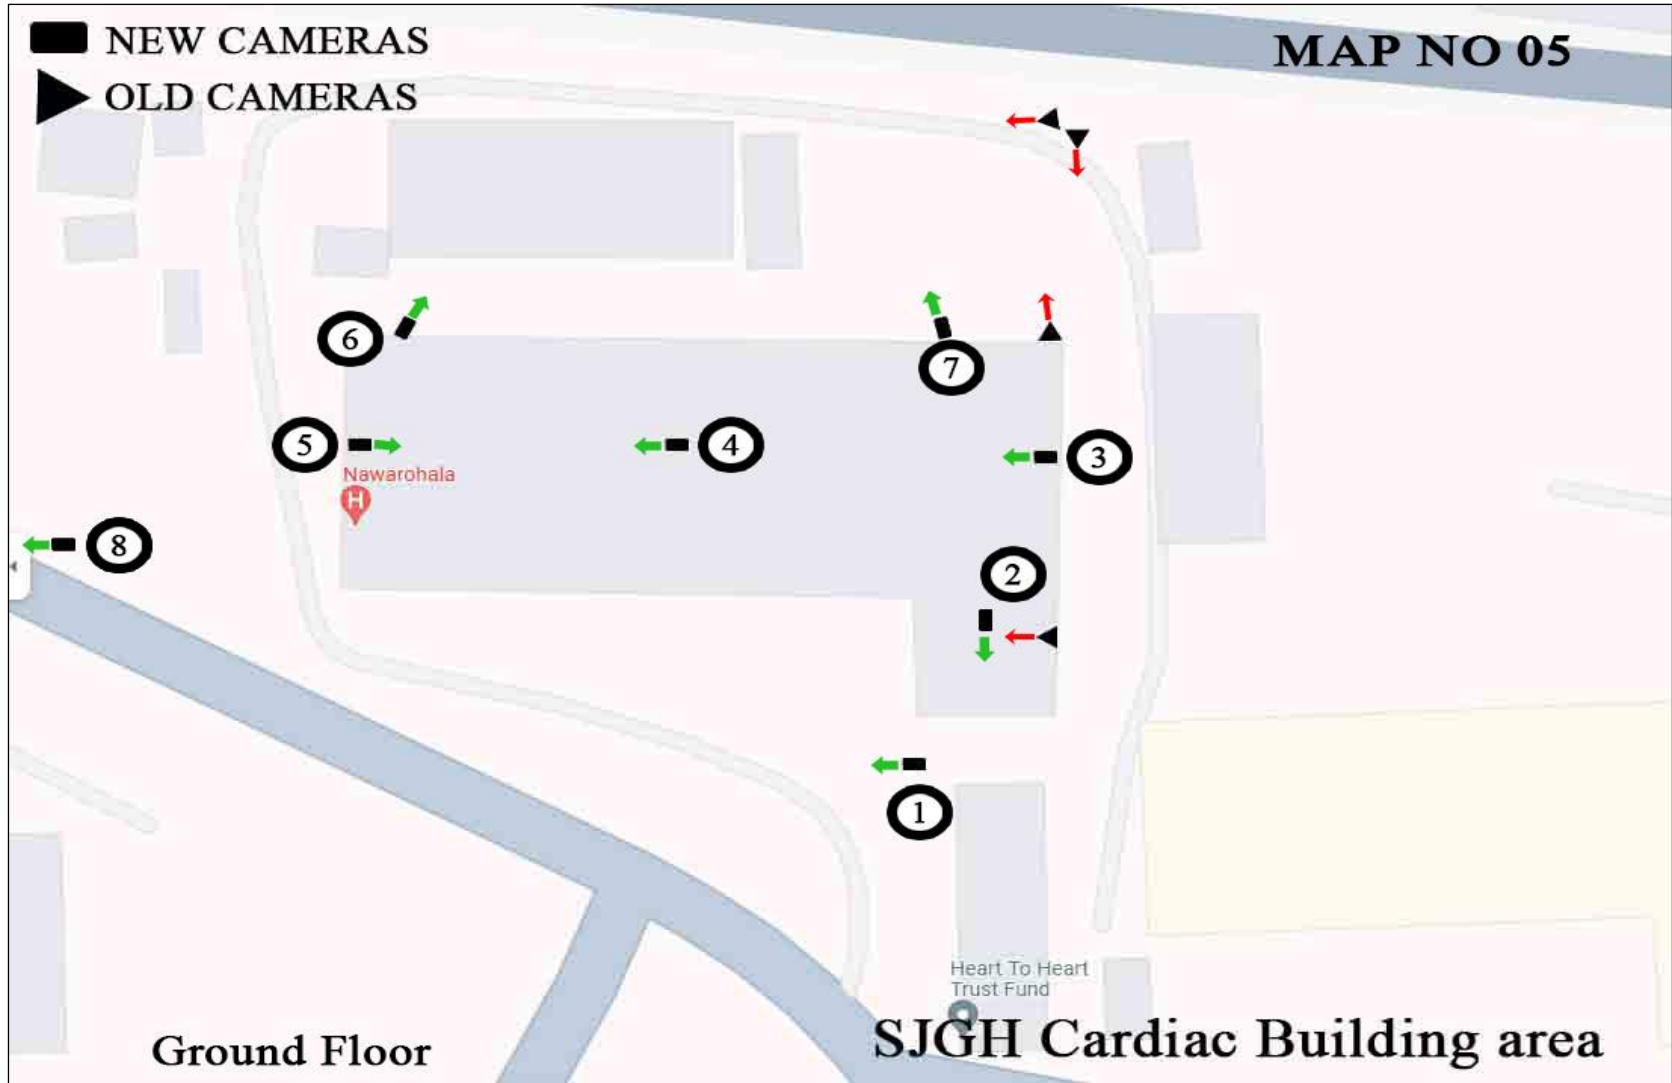 NEW CAMERAS
MAP NO 05
OLD CAMERAS
6
7
5
4
3
Nawarohala
H
8
2
1
Heart To Heart
Trust Fund
SJGH Cardiac Building area
Ground Floor